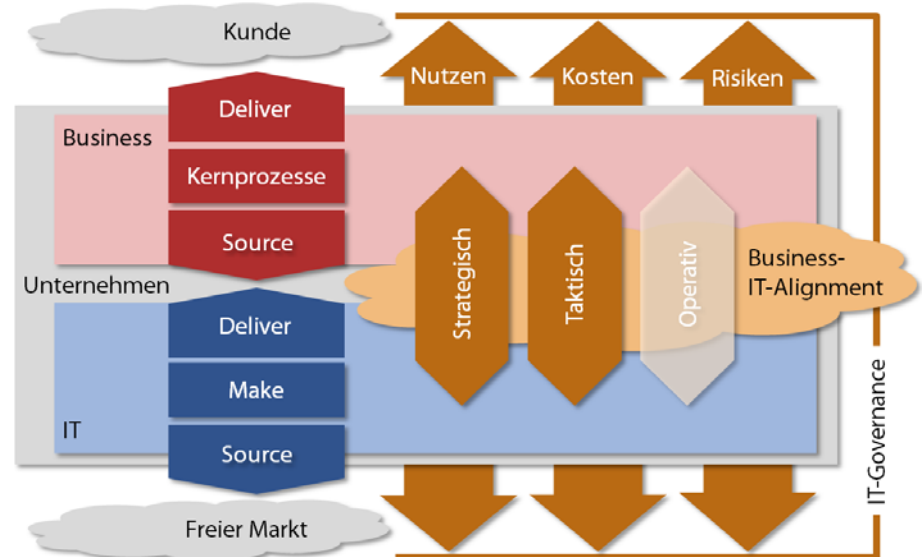 Kunde
Nutzen
Kosten
Risiken
Deliver
Business
Kernprozesse
Source
Unternehmen
Strategisch
Taktisch
Operativ
Business-
IT-Alignment
Deliver
Make
IT
Source
Freier Markt
IT-Governance